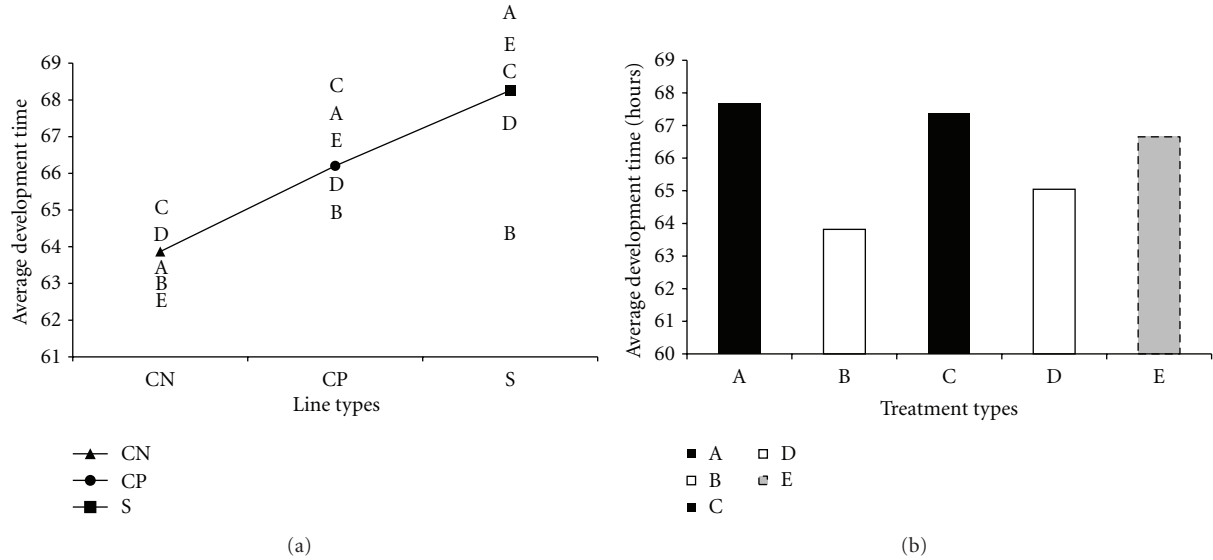 Average development time
69
68
67
66
65
64
63
62
61
C
D
A
B
E
C
A
E
D
B
A
E
C
D
B
CN CP S
Line types
CN
CP
S
(a)
Average development time (hours)
69
68
67
66
65
64
63
62
61
60
A B C D E
Treatment types
A D
B E
C
(b)